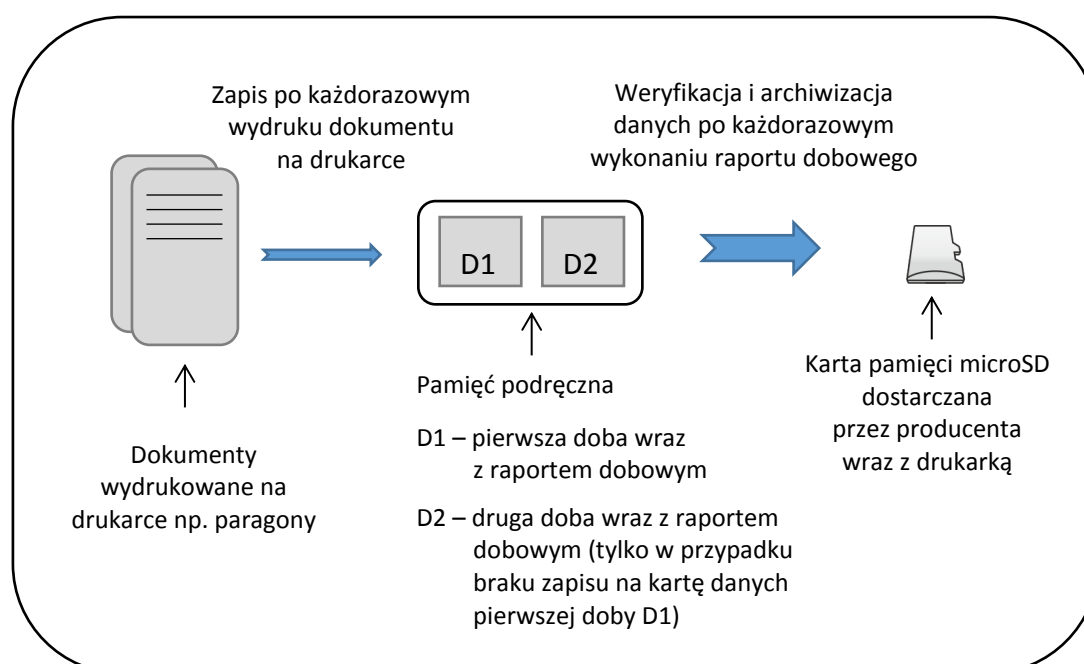 Zapis po każdorazowym
wydruku dokumentu
na drukarce
Weryfikacja i archiwizacja
danych po każdorazowym
wykonaniu raportu dobowego
D1
D2
Dokumenty
wydrukowane na
drukarce np. paragony
Pamięć podręczna
D1 – pierwsza doba wraz
z raportem dobowym
D2 – druga doba wraz z raportem
dobowym (tylko w przypadku
braku zapisu na kartę danych
pierwszej doby D1)
Karta pamięci microSD
dostarczana
przez producenta
wraz z drukarką